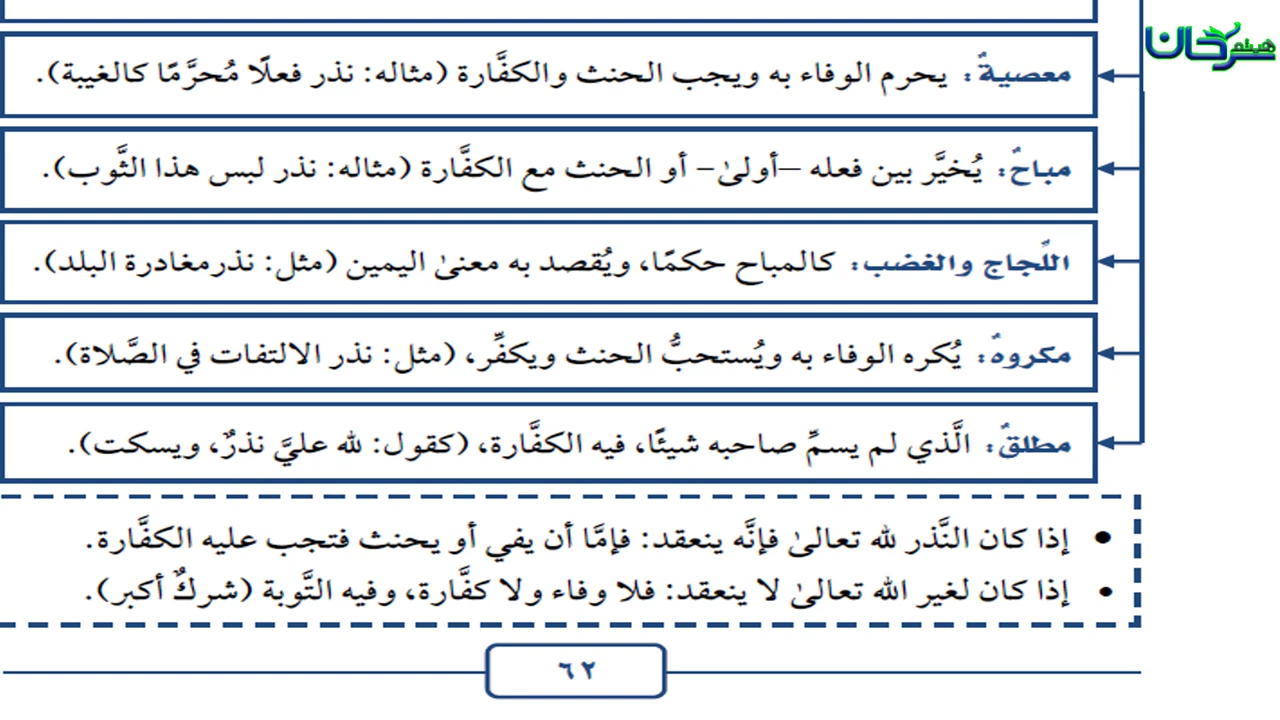 هيثم سرحان
معصيةٌ: يحرم الوفاء به ويجب الحنث والكفَّارة (مثاله: نذر فعلًا مُحرَّمًا كالغيبة).
مباحٌ: يُخيَّر بين فعله –أولىٰ– أو الحنث مع الكفَّارة (مثاله: نذر لبس هذا الثَّوب).
اللَّجاج والغضب: كالمباح حكمًا، ويُقصد به معنىٰ اليمين (مثل: نذرمغادرة البلد).
مكروهٌ: يُكره الوفاء به ويُستحبُّ الحنث ويكفِّر، (مثل: نذر الالتفات في الصَّلاة).
مطلقٌ: الَّذي لم يسمِّ صاحبه شيئًا، فيه الكفَّارة، (كقول: لله عليَّ نذرٌ، ويسكت).
• إذا كان النَّذر لله تعالىٰ فإنَّه ينعقد: فإمَّا أن يفي أو يحنث فتجب عليه الكفَّارة.
• إذا كان لغير الله تعالىٰ لا ينعقد: فلا وفاء ولا كفَّارة، وفيه التَّوبة (شركٌ أكبر).
٦٢